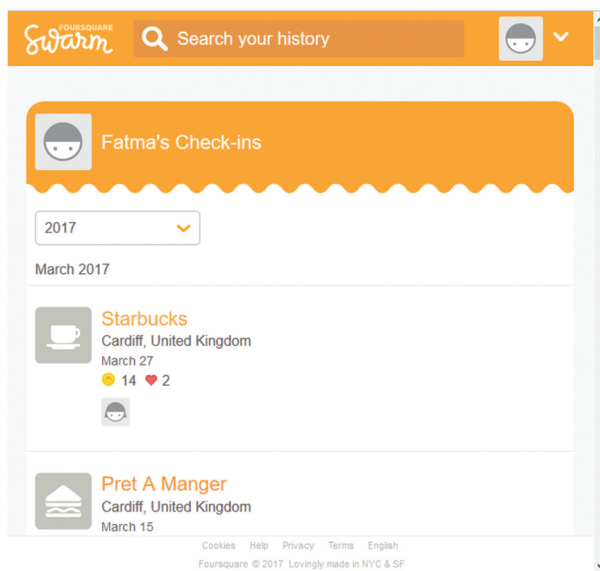 FOURSQUARE
Swarm
Search your history
Fatma's Check-ins
2017
March 2017
Starbucks
Cardiff, United Kingdom
March 27
14 2
Pret A Manger
Cardiff, United Kingdom
March 15
Cookies Help Privacy Terms English
Foursquare © 2017 Lovingly made in NYC & SF